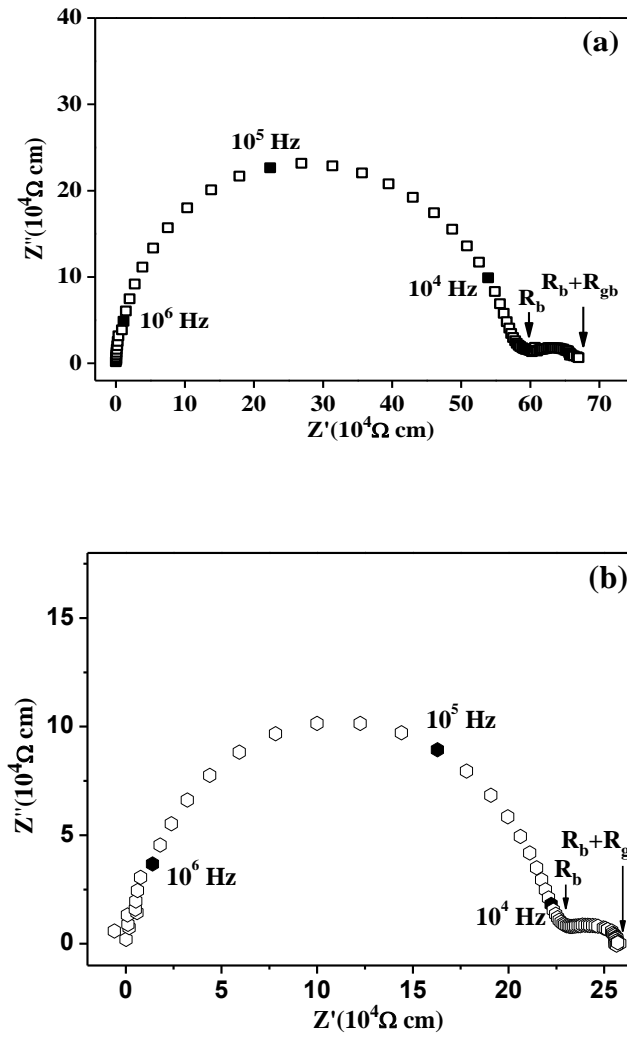 (a)
40
30
20
10
0
Z''(10⁴Ω cm)
10⁵ Hz
10⁶ Hz
10⁴ Hz
R_b
R_b+R_gb
0 10 20 30 40 50 60 70
Z'(10⁴Ω cm)
(b)
15
10
5
0
Z''(10⁴Ω cm)
10⁵ Hz
10⁶ Hz
10⁴ Hz
R_b+R_g
R_b
0 5 10 15 20 25
Z'(10⁴Ω cm)